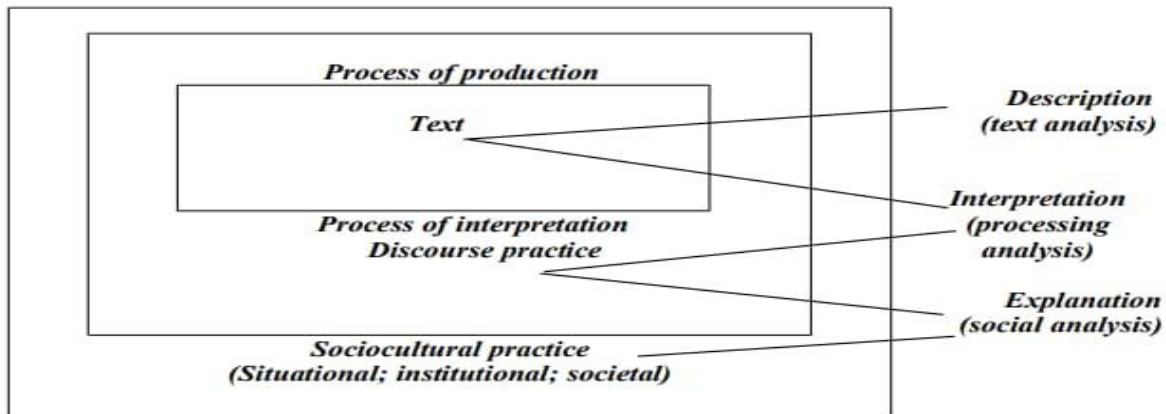 Process of production
Text
Process of interpretation
Discourse practice
Sociocultural practice
(Situational; institutional; societal)
Description
(text analysis)
Interpretation
(processing
analysis)
Explanation
(social analysis)